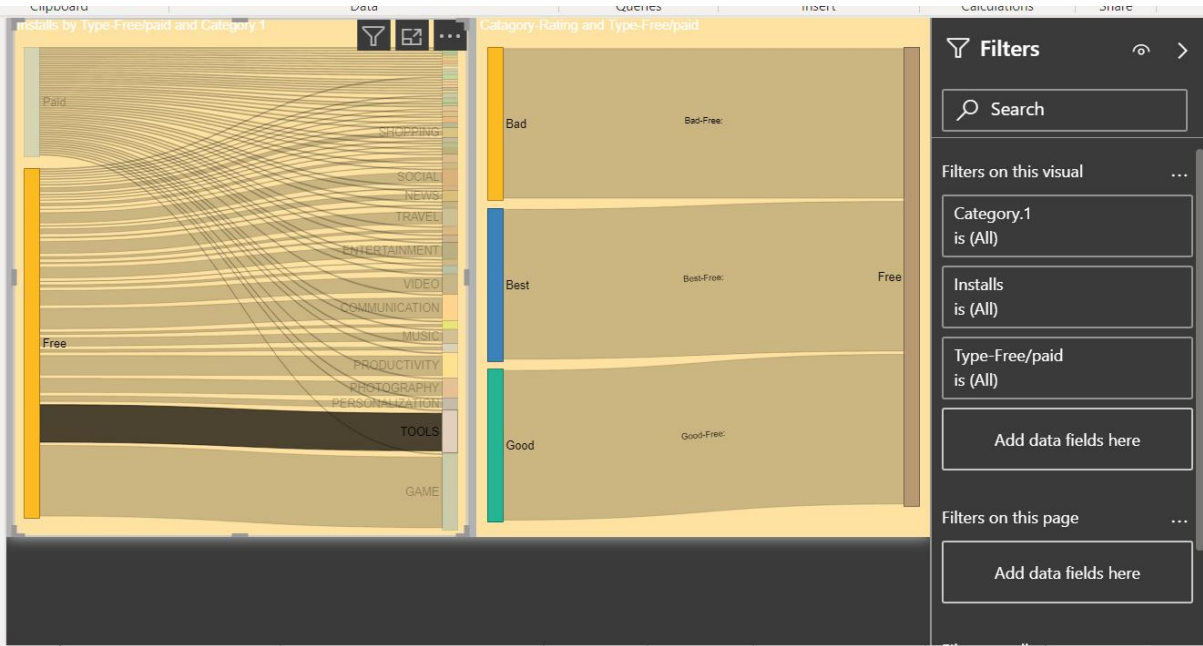 Clipboard
Data
Queries
Insert
Calculations
Share
Installs by Type-Free/paid and Category.1
Paid
Free
SHOPPING
SOCIAL
NEWS
TRAVEL
ENTERTAINMENT
VIDEO
COMMUNICATION
MUSIC
PRODUCTIVITY
PHOTOGRAPHY
PERSONALIZATION
TOOLS
GAME
Catagory-Rating and Type-Free/paid
Bad
Bad-Free:
Best
Best-Free:
Free
Good
Good-Free:
Filters
Search
Filters on this visual
...
Category.1
is (All)
Installs
is (All)
Type-Free/paid
is (All)
Add data fields here
Filters on this page
...
Add data fields here